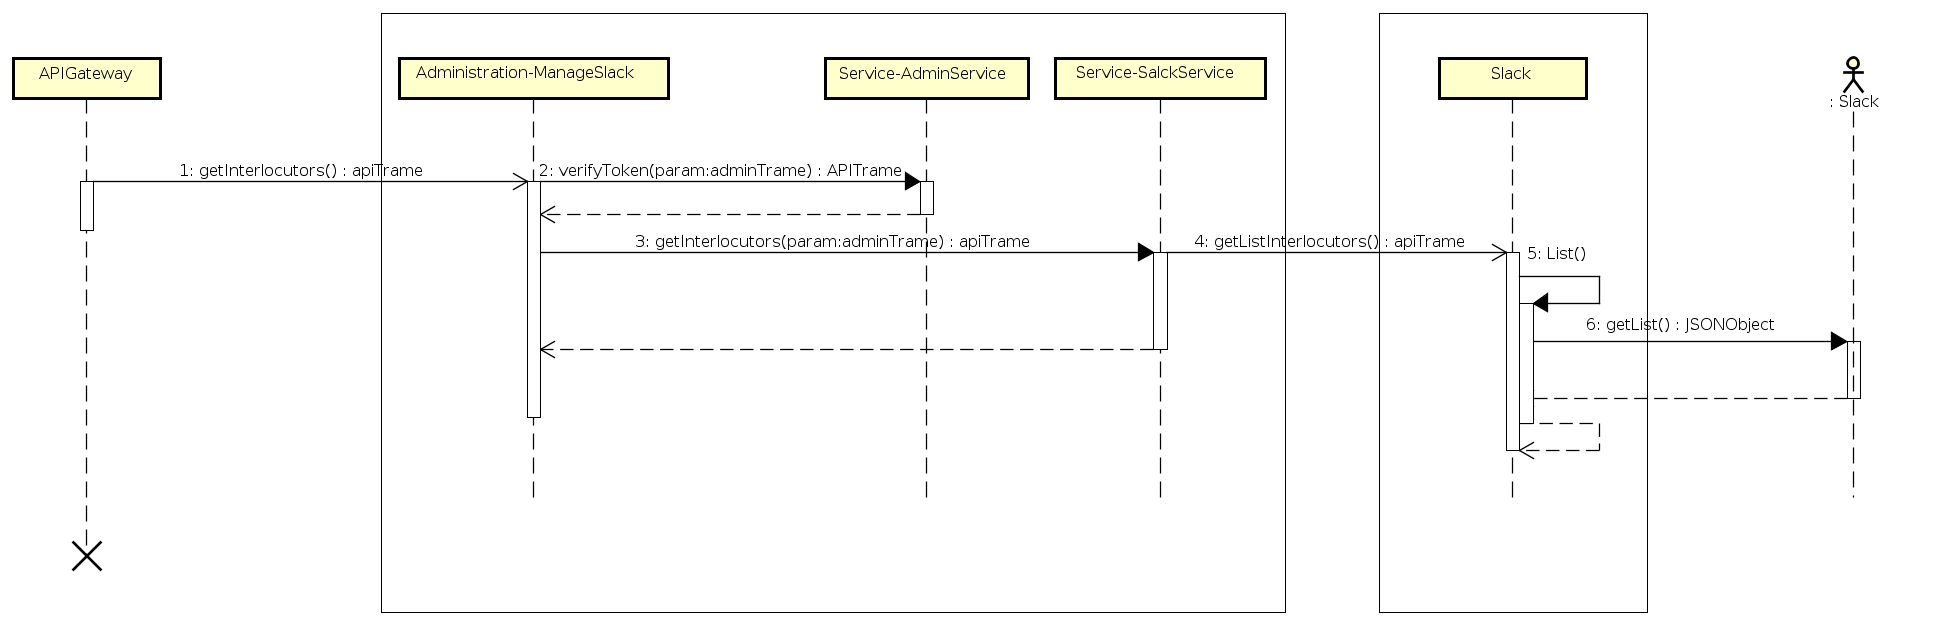 APIGateway
Administration-ManageSlack
Service-AdminService
Service-SalckService
Slack
: Slack
1: getInterlocutors() : apiTrame
2: verifyToken(param:adminTrame) : APITrame
3: getInterlocutors(param:adminTrame) : apiTrame
4: getListInterlocutors() : apiTrame
5: List()
6: getList() : JSONObject